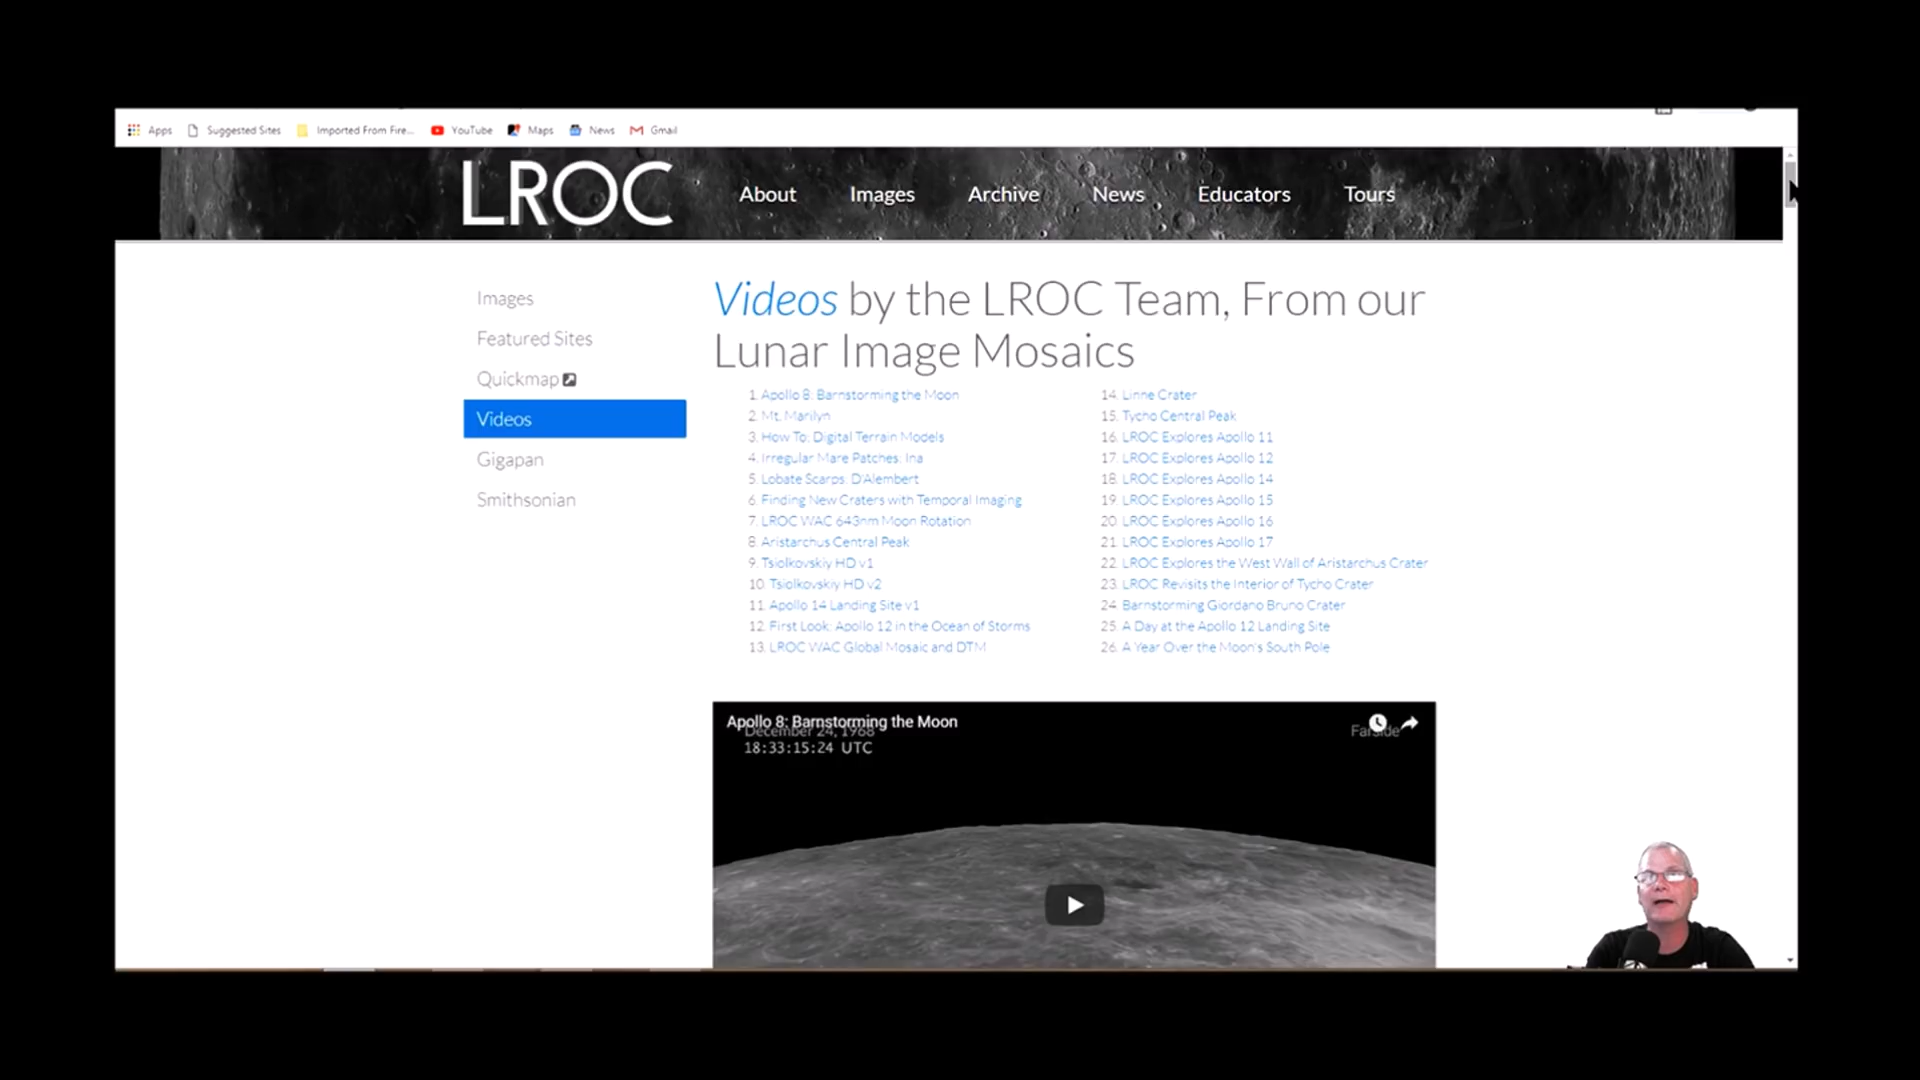 Apps Suggested Sites Imported From Fire... YouTube Maps News Gmail
LROC About Images Archive News Educators Tours
Images
Featured Sites
Quickmap
Videos
Gigapan
Smithsonian
Videos by the LROC Team, From our
Lunar Image Mosaics
1. Apollo 8: Barnstorming the Moon
2. Mt. Marilyn
3. How To: Digital Terrain Models
4. Irregular Mare Patches: Ina
5. Lobate Scarps: D'Alembert
6. Finding New Craters with Temporal Imaging
7. LROC WAC 643nm Moon Rotation
8. Aristarchus Central Peak
9. Tsiolkovskiy HD v1
10. Tsiolkovskiy HD v2
11. Apollo 14 Landing Site v1
12. First Look: Apollo 12 in the Ocean of Storms
13. LROC WAC Global Mosaic and DTM
14. Linne Crater
15. Tycho Central Peak
16. LROC Explores Apollo 11
17. LROC Explores Apollo 12
18. LROC Explores Apollo 14
19. LROC Explores Apollo 15
20. LROC Explores Apollo 16
21. LROC Explores Apollo 17
22. LROC Explores the West Wall of Aristarchus Crater
23. LROC Revisits the Interior of Tycho Crater
24. Barnstorming Giordano Bruno Crater
25. A Day at the Apollo 12 Landing Site
26. A Year Over the Moon's South Pole
Apollo 8: Barnstorming the Moon
December 24, 1968 Farside
18:33:15:24 UTC